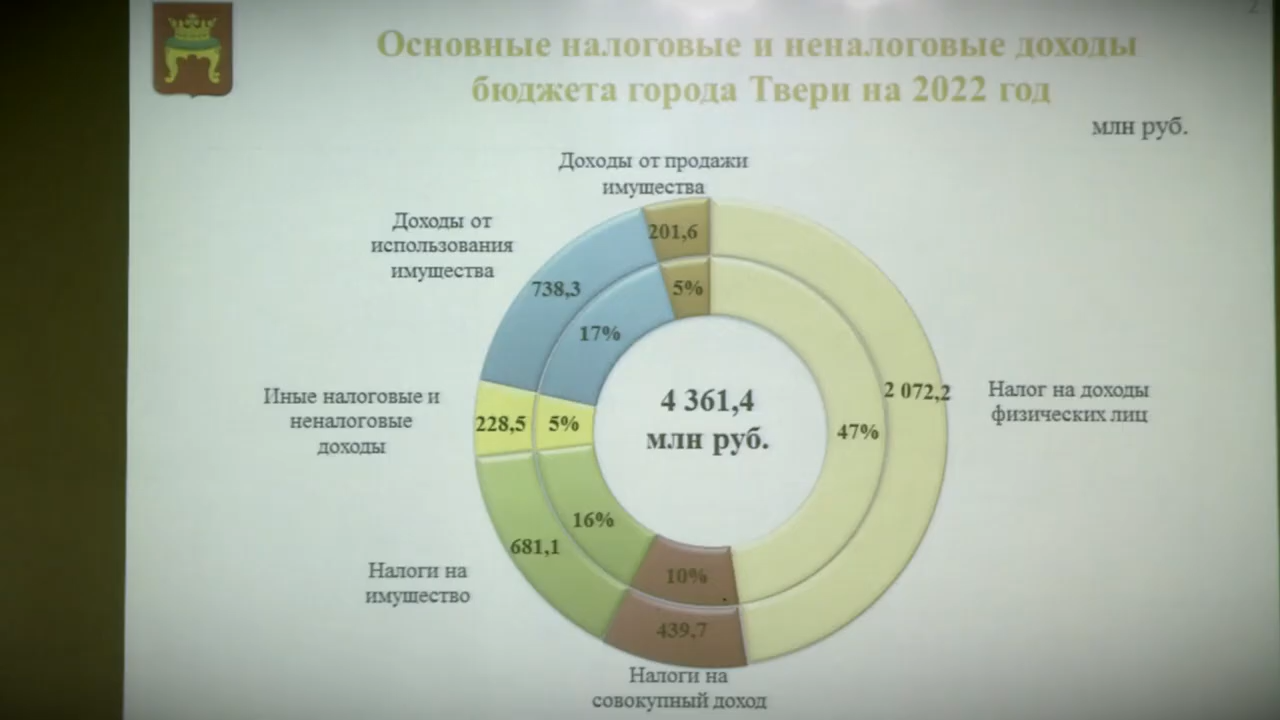 2
Основные налоговые и неналоговые доходы
бюджета города Твери на 2022 год
млн руб.
Доходы от продажи
имущества
201,6
5%
Доходы от
использования
имущества
738,3
17%
Иные налоговые и
неналоговые
доходы
228,5
5%
4 361,4
млн руб.
47%
2 072,2
Налог на доходы
физических лиц
16%
681,1
Налоги на
имущество
10%
439,7
Налоги на
совокупный доход